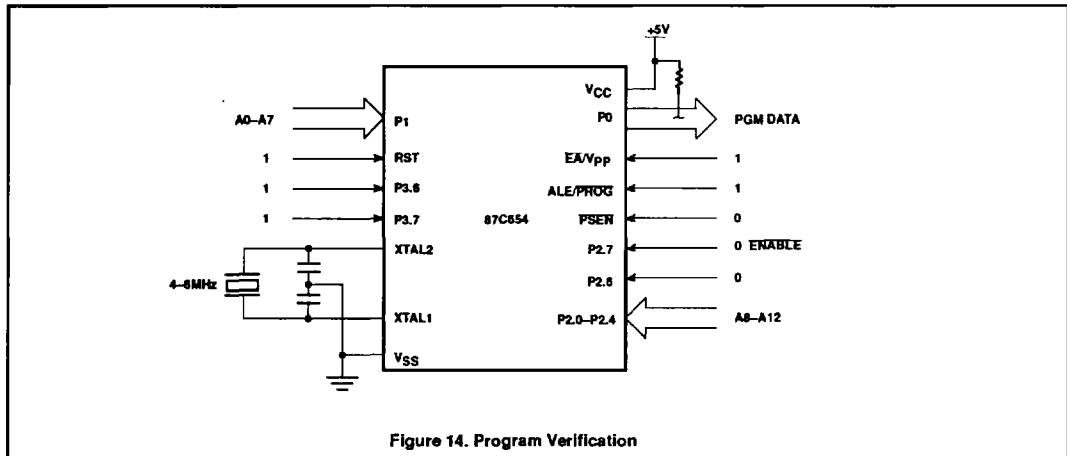 +5V
VCC
P0
PGM DATA
A0–A7
P1
1
RST
EA/VPP
1
1
P3.6
ALE/PROG
1
1
P3.7
87C654
PSEN
0
XTAL2
P2.7
0 ENABLE
4–6MHz
P2.6
0
XTAL1
P2.0–P2.4
A8–A12
VSS
Figure 14. Program Verification